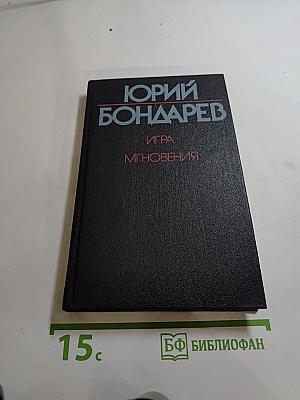 ЮРИЙ
БОНДАРЕВ
ИГРА
МГНОВЕНИЯ
15с
БФ БИБЛИОФАН